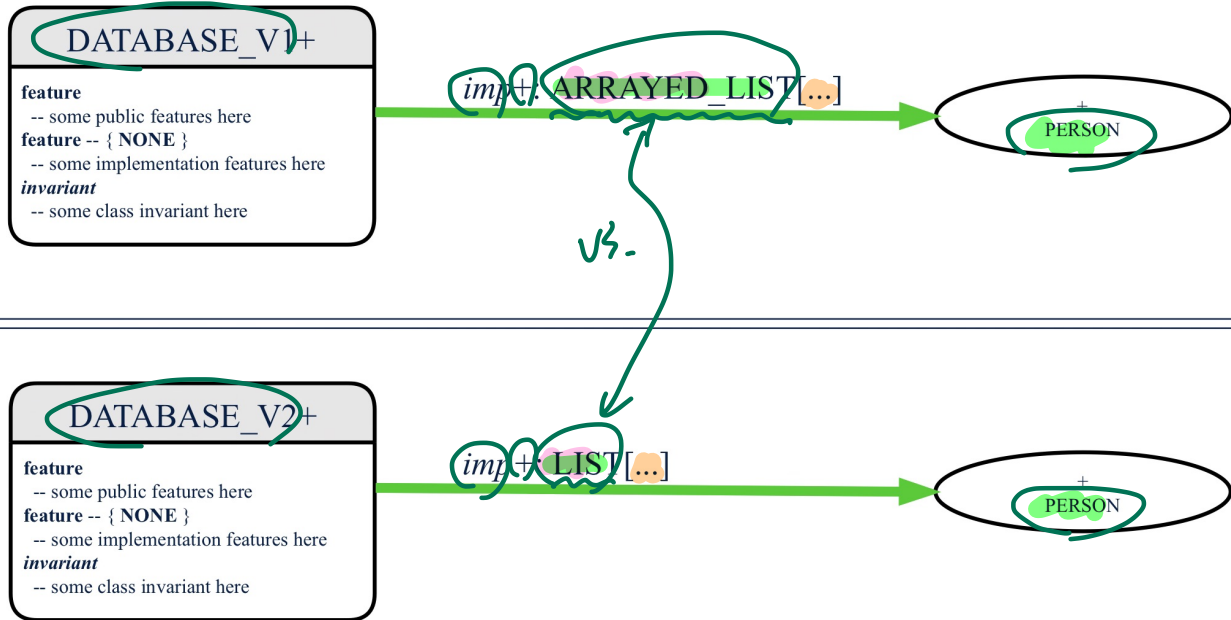 DATABASE_V1+
feature
-- some public features here
feature -- { NONE }
-- some implementation features here
invariant
-- some class invariant here
imp+: ARRAYED_LIST[...]
+
PERSON
vs.
DATABASE_V2+
feature
-- some public features here
feature -- { NONE }
-- some implementation features here
invariant
-- some class invariant here
imp+: LIST[...]
+
PERSON